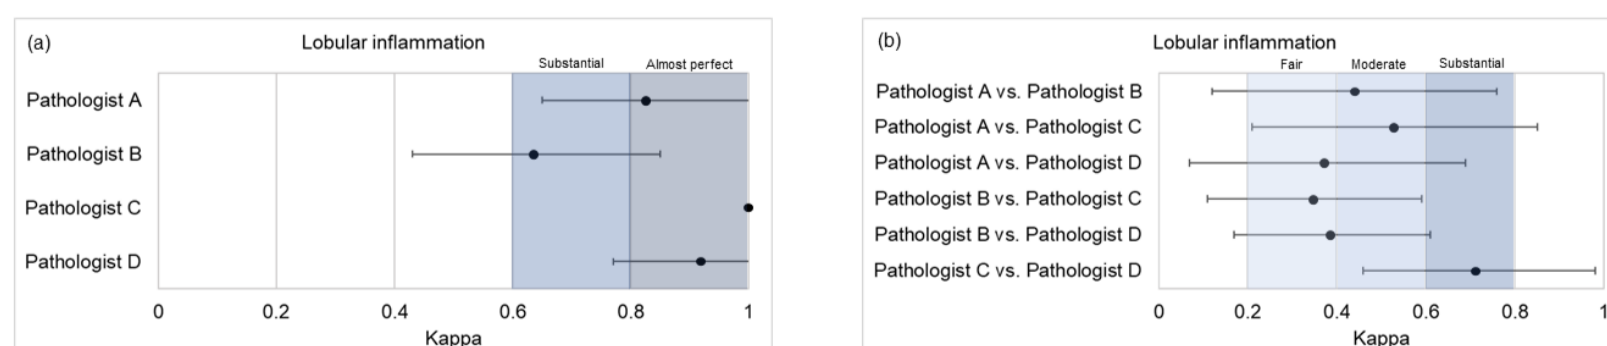 (a)
Lobular inflammation
Substantial Almost perfect
Pathologist A
Pathologist B
Pathologist C
Pathologist D
0 0.2 0.4 0.6 0.8 1
Kappa
(b)
Lobular inflammation
Fair Moderate Substantial
Pathologist A vs. Pathologist B
Pathologist A vs. Pathologist C
Pathologist A vs. Pathologist D
Pathologist B vs. Pathologist C
Pathologist B vs. Pathologist D
Pathologist C vs. Pathologist D
0 0.2 0.4 0.6 0.8 1
Kappa